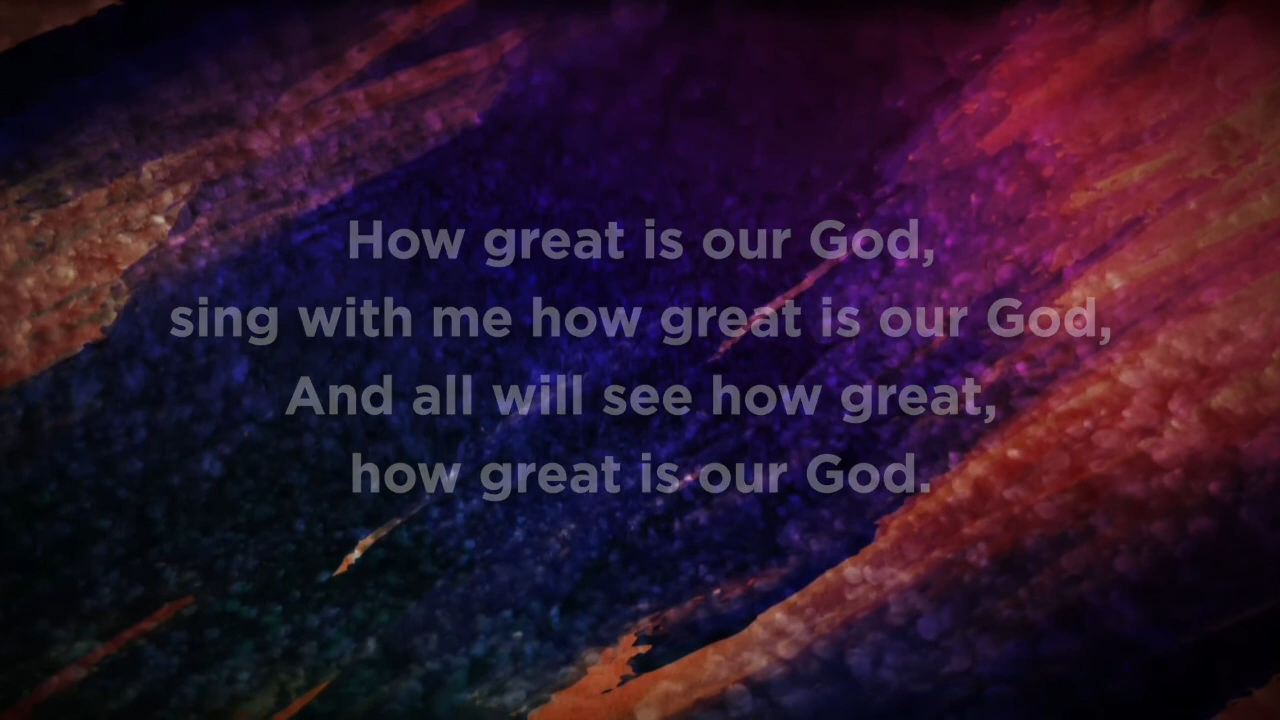 How great is our God,
sing with me how great is our God,
And all will see how great,
how great is our God.